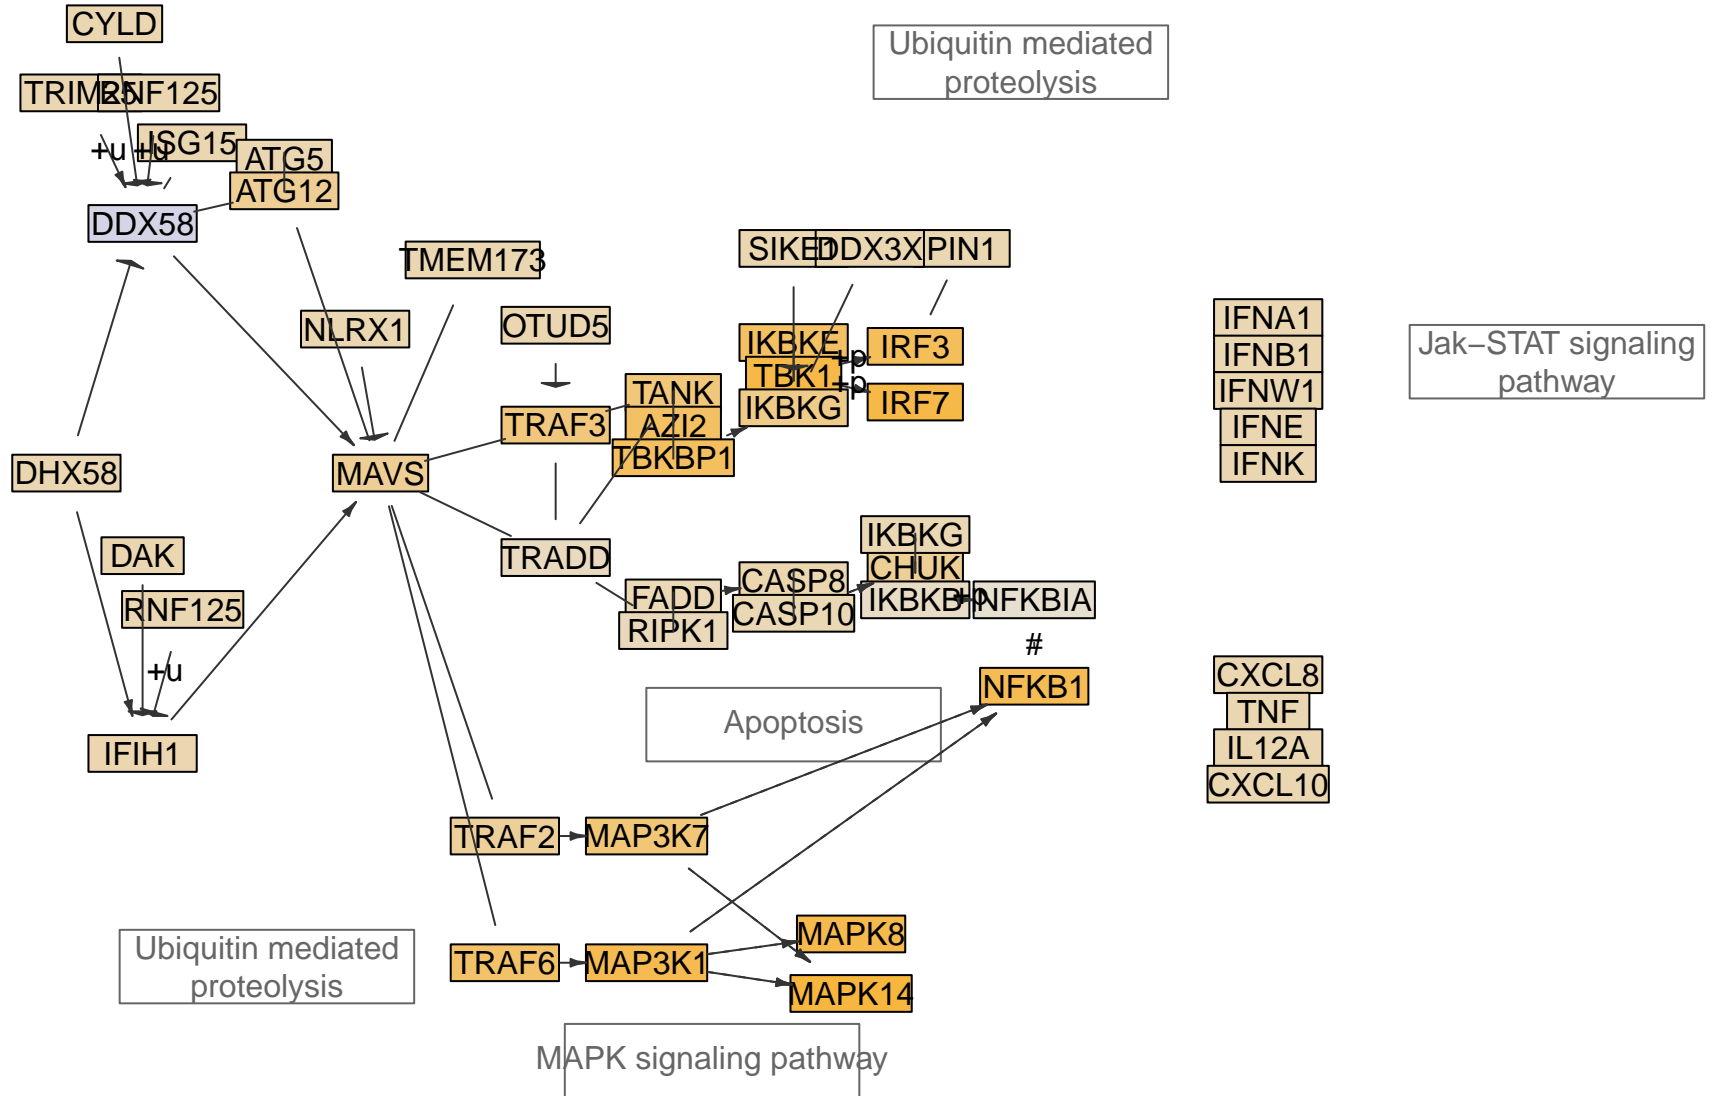 CYLD
Ubiquitin mediated
proteolysis
TRIM25
RNF125
+u
+u
ISG15
ATG5
ATG12
DDX58
TMEM173
SIKE1
DDX3X
PIN1
NLRX1
OTUD5
IKBKE
+p
IRF3
TBK1
+p
IKBKG
IRF7
TANK
AZI2
TBKBP1
TRAF3
IFNA1
IFNB1
IFNW1
IFNE
IFNK
Jak−STAT signaling
pathway
DHX58
MAVS
DAK
RNF125
+u
IFIH1
TRADD
FADD
RIPK1
CASP8
CASP10
IKBKG
CHUK
IKBKB
+p
NFKBIA
#
NFKB1
Apoptosis
CXCL8
TNF
IL12A
CXCL10
TRAF2
MAP3K7
TRAF6
MAP3K1
MAPK8
MAPK14
Ubiquitin mediated
proteolysis
MAPK signaling pathway